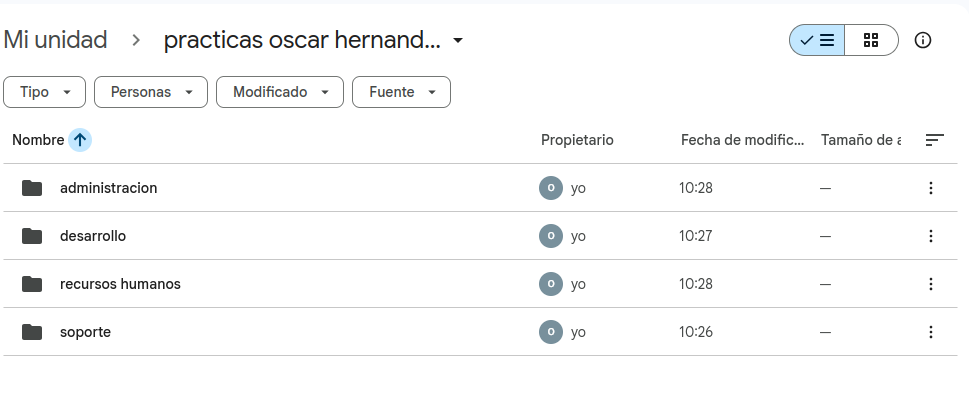 Mi unidad > practicas oscar hernand...
Tipo Personas Modificado Fuente
Nombre Propietario Fecha de modific... Tamaño de a
administracion O yo 10:28 —
desarrollo O yo 10:27 —
recursos humanos O yo 10:28 —
soporte O yo 10:26 —